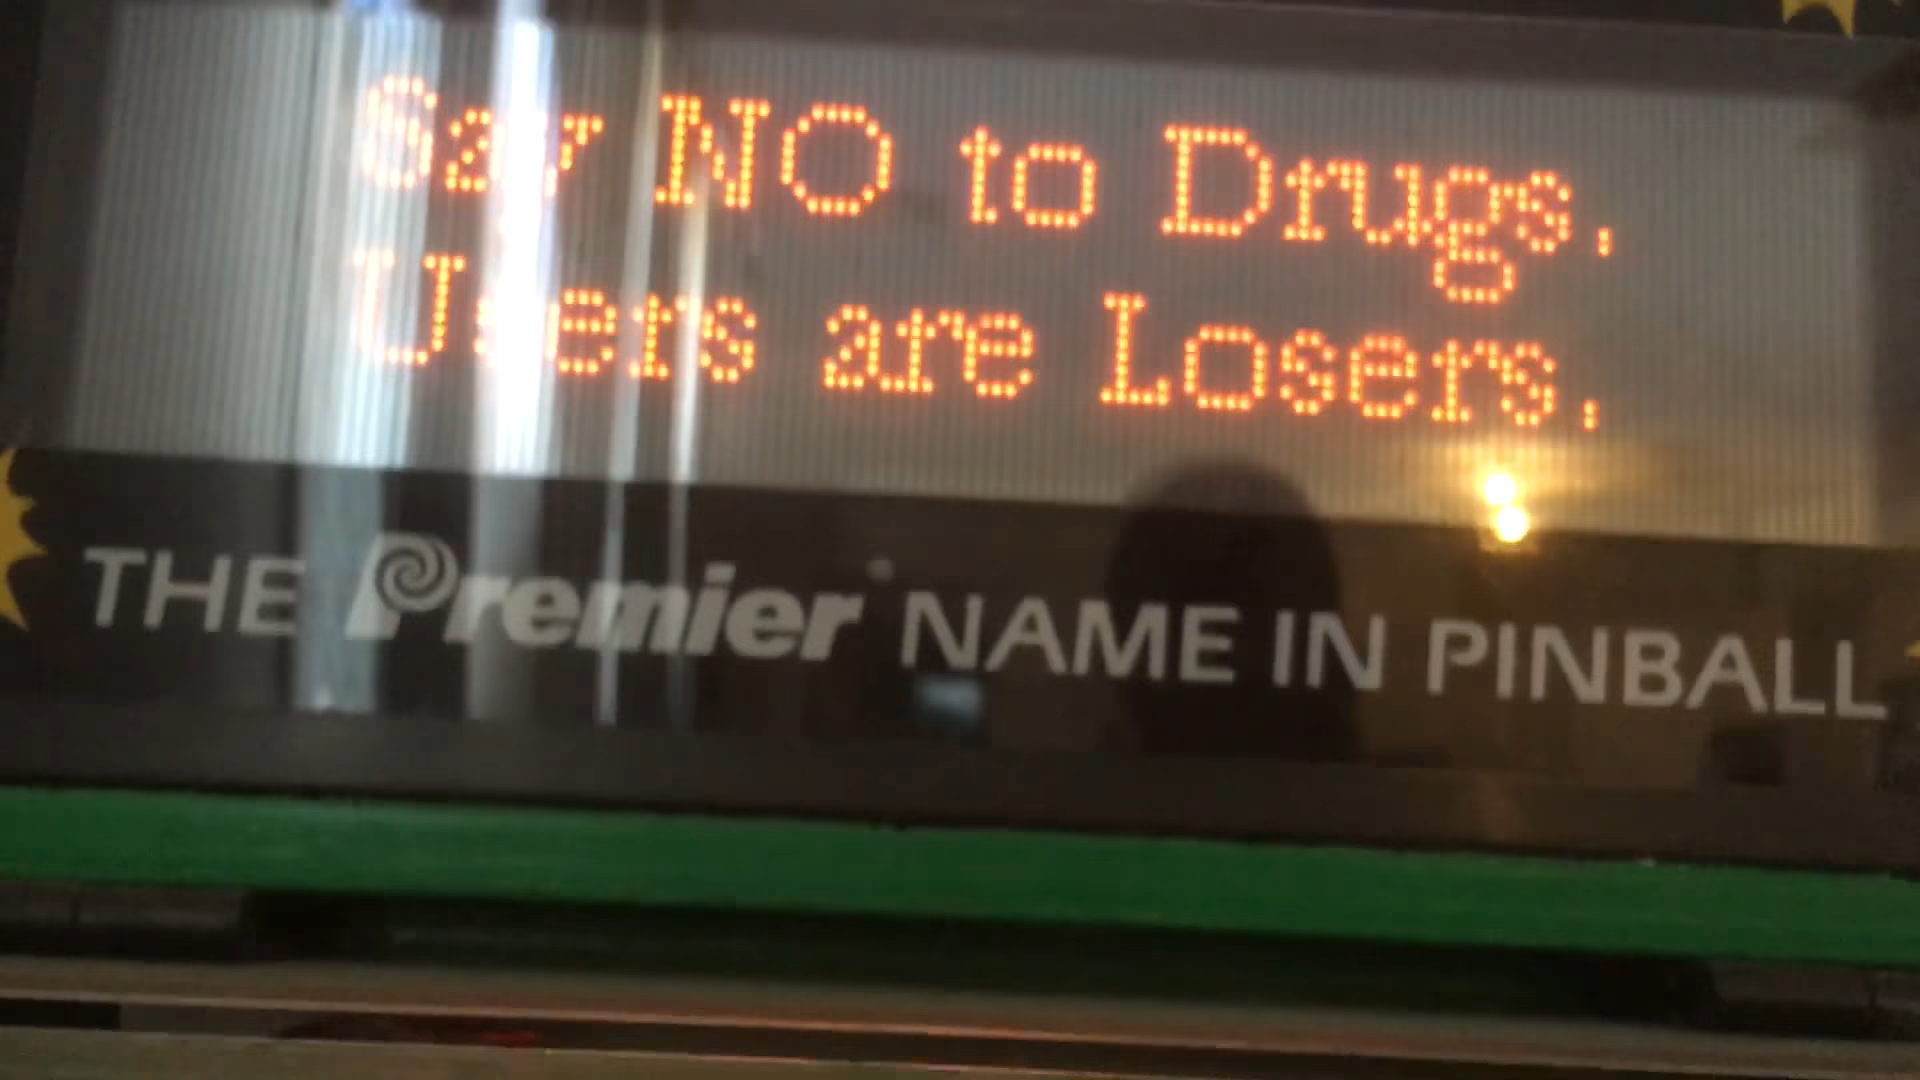 Say NO to Drugs.
Users are Losers.
THE Premier NAME IN PINBALL